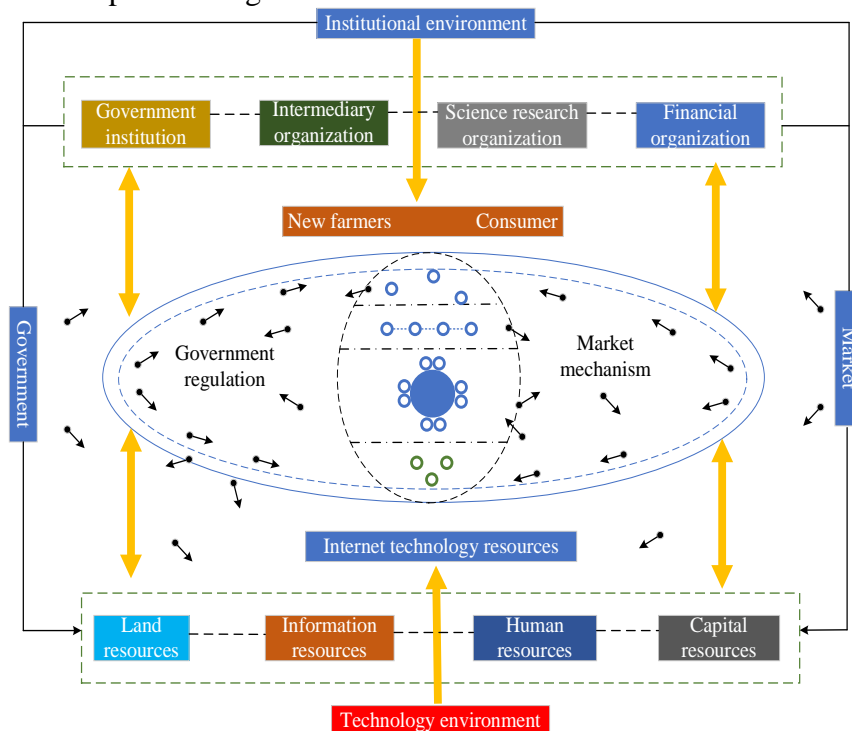 Institutional environment
Government
institution
Intermediary
organization
Science research
organization
Financial
organization
New farmers Consumer
Government
Market
Government
regulation
Market
mechanism
Internet technology resources
Land
resources
Information
resources
Human
resources
Capital
resources
Technology environment